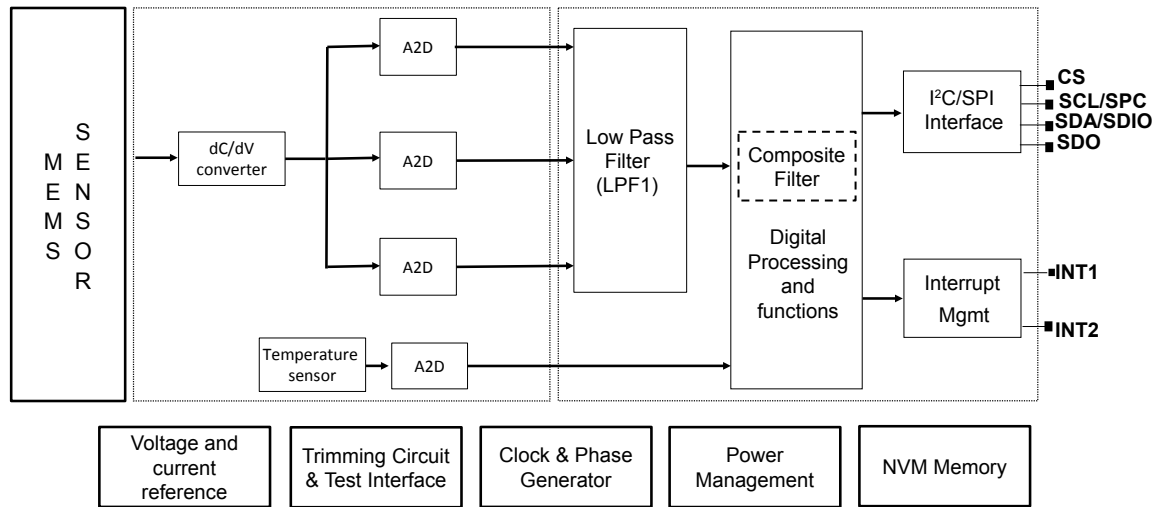 MEMS
SENSOR
dC/dV
converter
A2D
A2D
A2D
Temperature
sensor
A2D
Low Pass
Filter
(LPF1)
Composite
Filter
Digital
Processing
and
functions
I²C/SPI
Interface
CS
SCL/SPC
SDA/SDIO
SDO
Interrupt
Mgmt
INT1
INT2
Voltage and
current
reference
Trimming Circuit
& Test Interface
Clock & Phase
Generator
Power
Management
NVM Memory